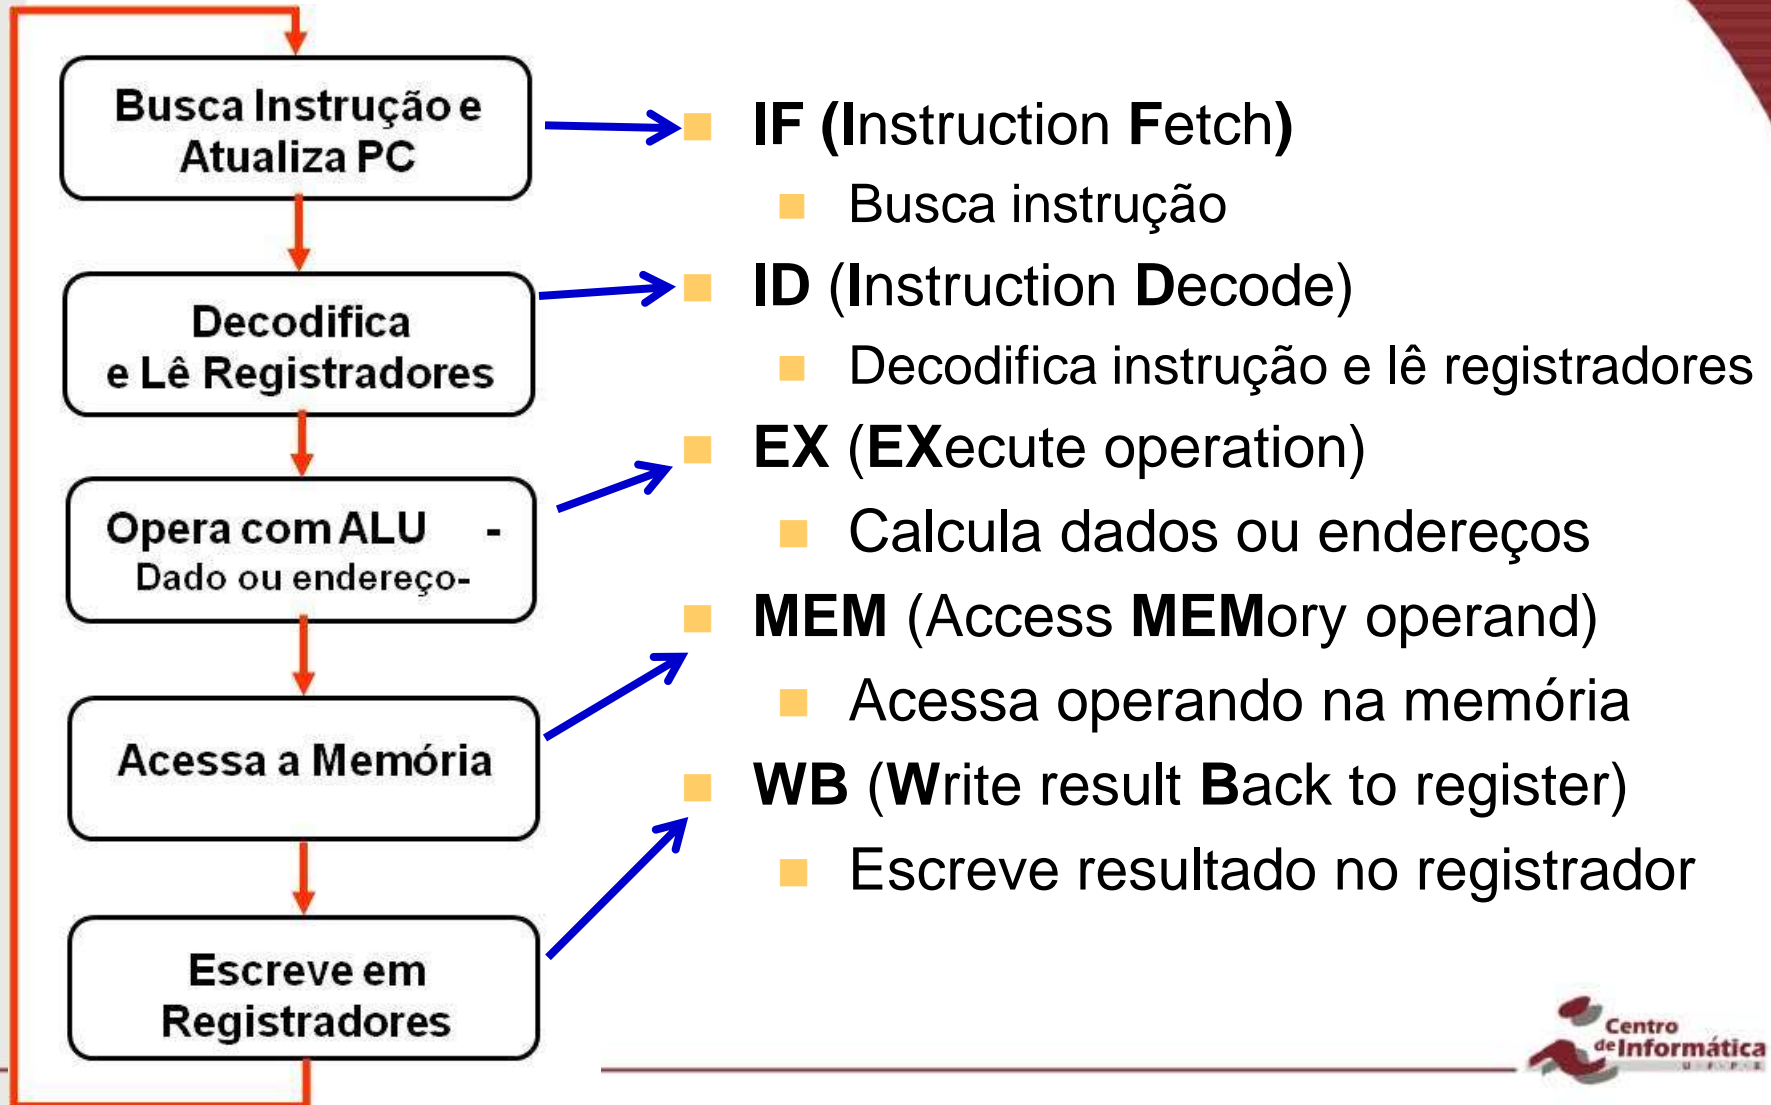 Busca Instrução e
Atualiza PC
Decodifica
e Lê Registradores
Opera com ALU -
Dado ou endereço-
Acessa a Memória
Escreve em
Registradores
IF (Instruction Fetch)
Busca instrução
ID (Instruction Decode)
Decodifica instrução e lê registradores
EX (EXecute operation)
Calcula dados ou endereços
MEM (Access MEMory operand)
Acessa operando na memória
WB (Write result Back to register)
Escreve resultado no registrador
Centro
de Informática
U · F · P · E